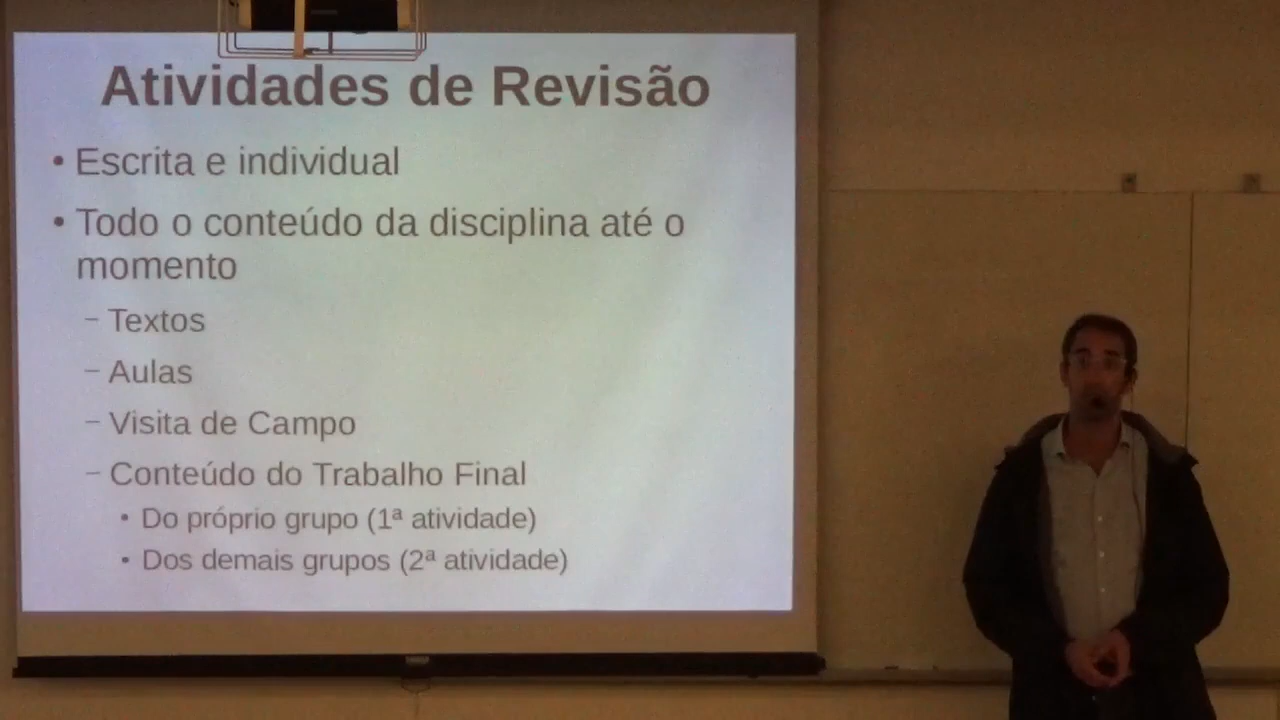 Atividades de Revisão
• Escrita e individual
• Todo o conteúdo da disciplina até o
momento
– Textos
– Aulas
– Visita de Campo
– Conteúdo do Trabalho Final
• Do próprio grupo (1ª atividade)
• Dos demais grupos (2ª atividade)